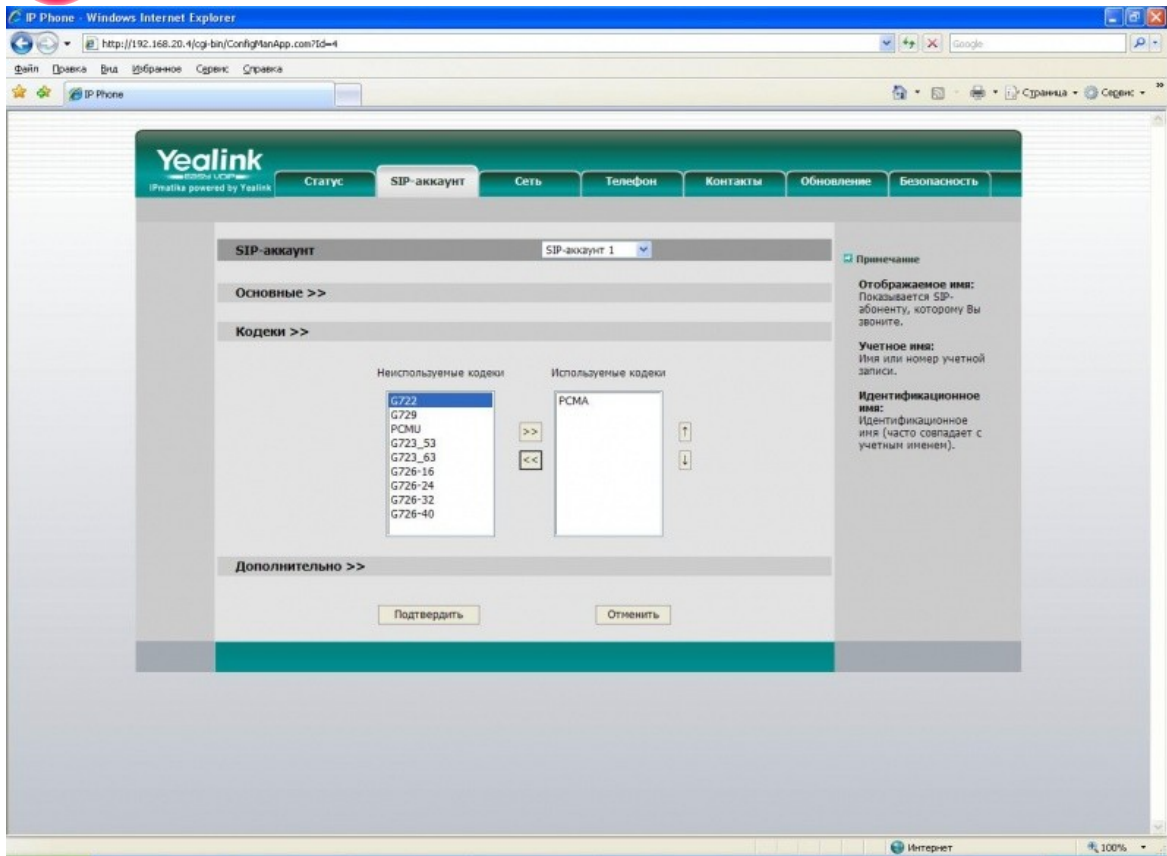 IP Phone - Windows Internet Explorer
http://192.168.20.4/cgi-bin/ConfigManApp.com?Id=4
Google
Файл Правка Вид Избранное Сервис Справка
IP Phone
Страница Сервис
Yealink
EASY VOIP
IPmatika powered by Yealink
Статус SIP-аккаунт Сеть Телефон Контакты Обновление Безопасность
SIP-аккаунт SIP-аккаунт 1
Основные >>
Кодеки >>
Неиспользуемые кодеки Используемые кодеки
G722 PCMA
G729
PCMU
G723_53
G723_63
G726-16
G726-24
G726-32
G726-40
>>
<<
↑
↓
Дополнительно >>
Подтвердить Отменить
Примечание
Отображаемое имя:
Показывается SIP-
абоненту, которому Вы
звоните.
Учетное имя:
Имя или номер учетной
записи.
Идентификационное
имя:
Идентификационное
имя (часто совпадает с
учетным именем).
Интернет 100%